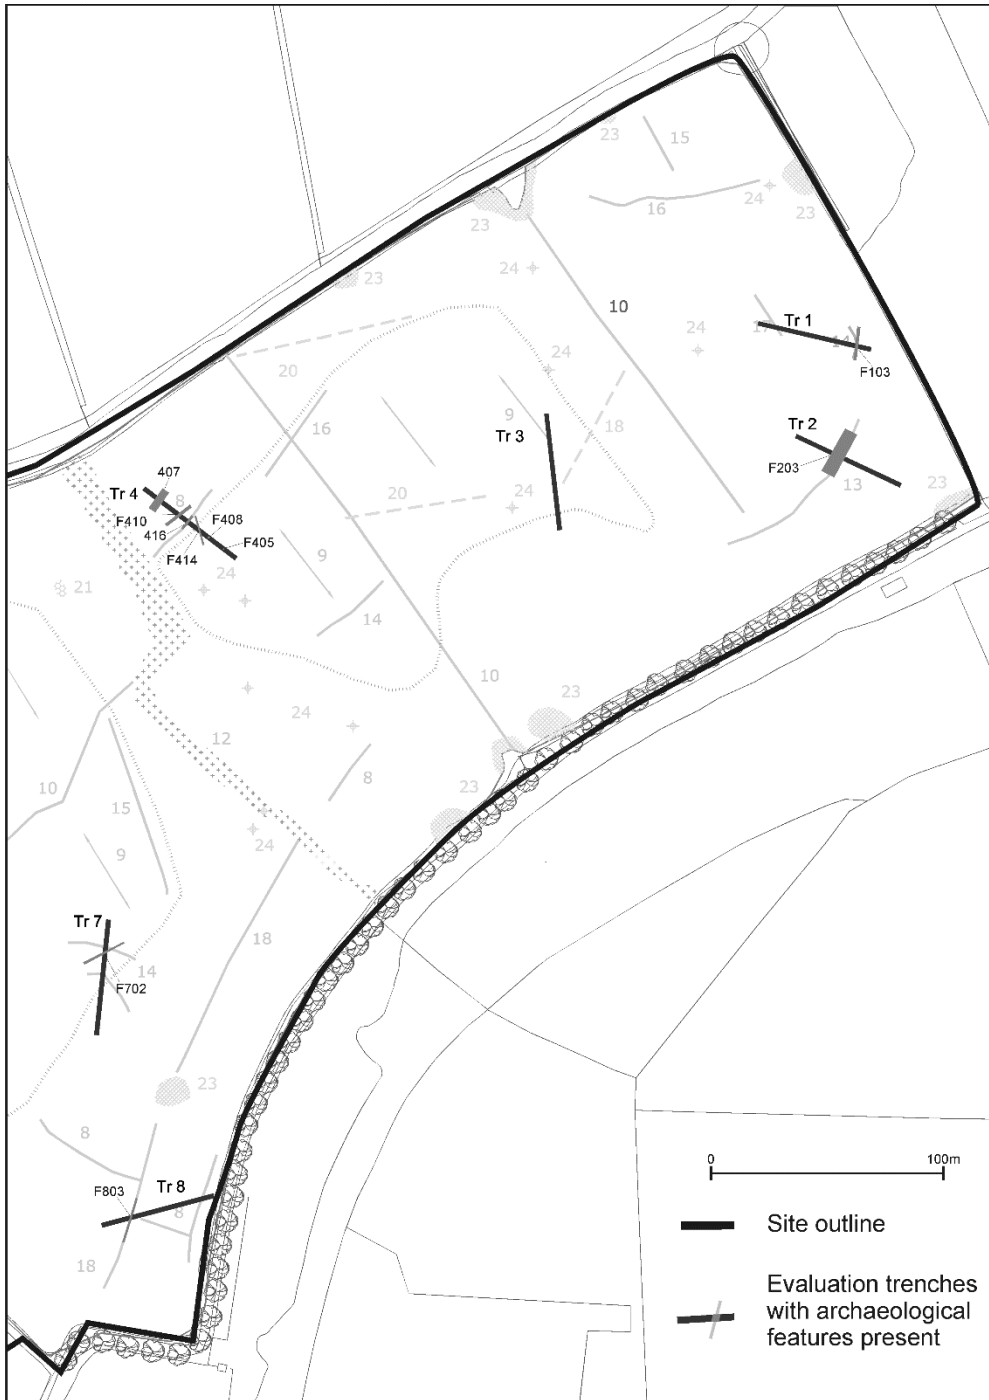 23
15
16
24
23
23
24
23
10
17
Tr 1
14
F103
24
20
24
9
16
Tr 3
18
Tr 2
F203
13
23
407
Tr 4
8
20
24
F410
F408
416
F405
F414
9
24
21
14
10
23
24
12
8
10
15
23
9
24
Tr 7
18
14
F702
23
8
F803
Tr 8
8
18
0 100m
Site outline
Evaluation trenches
with archaeological
features present